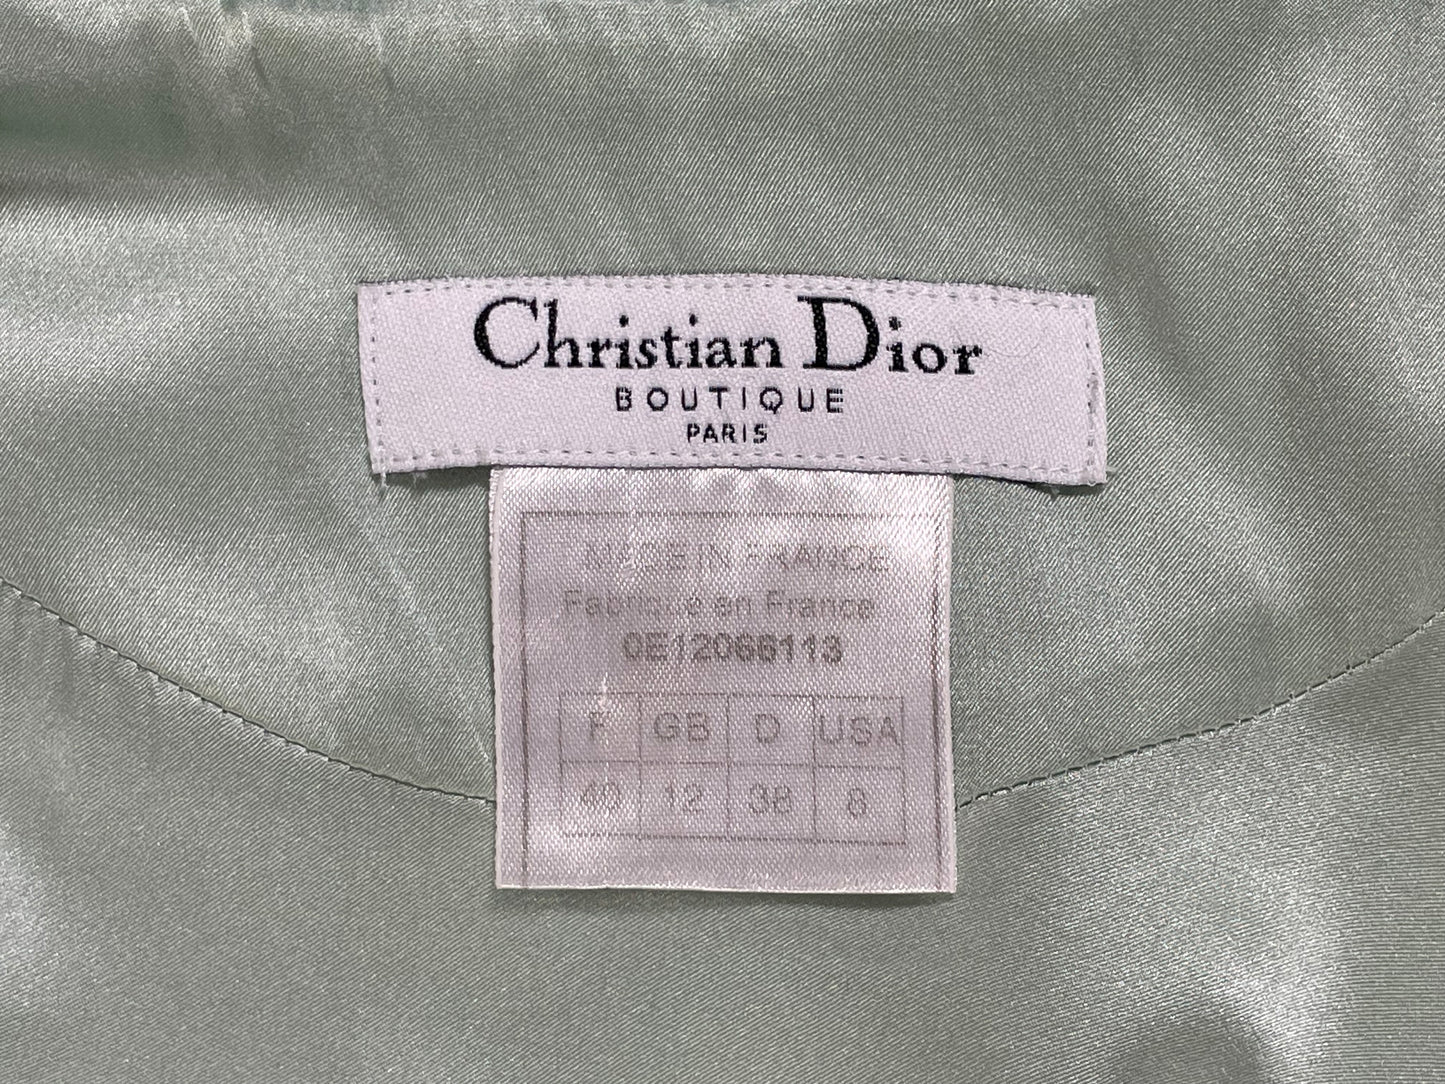 Christian Dior
BOUTIQUE
PARIS
MADE IN FRANCE
Fabriqué en France
0E12066113
F GB D USA
40 12 38 8